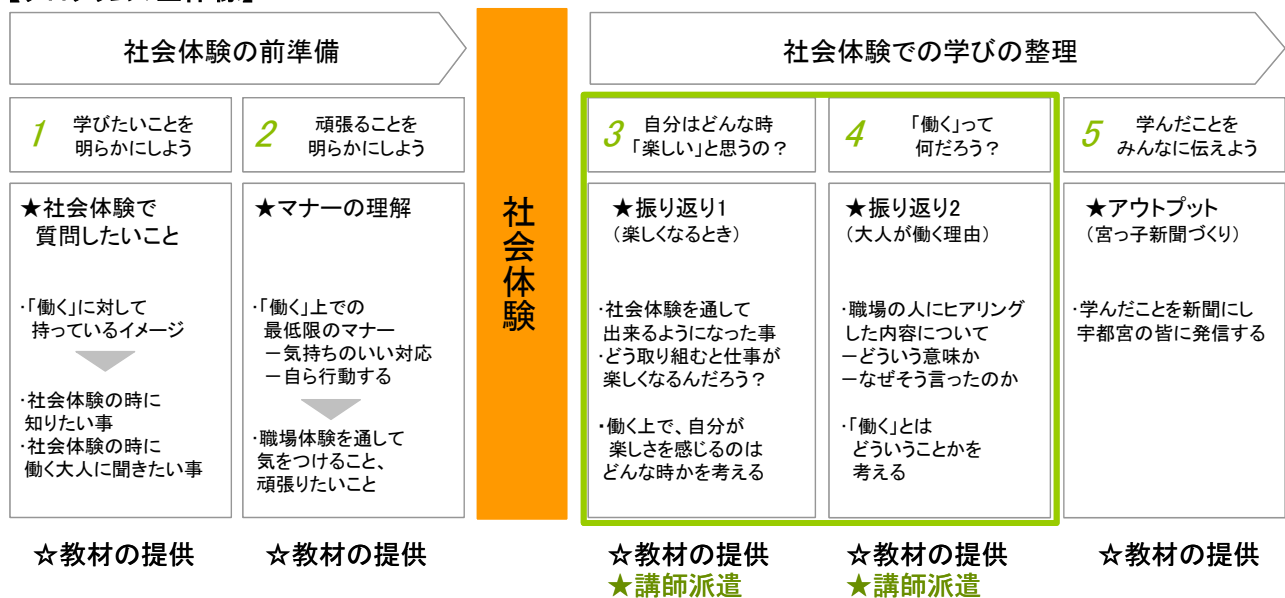 社会体験の前準備
社会体験での学びの整理
1 学びたいことを
明らかにしよう
2 頑張ることを
明らかにしよう
3 自分はどんな時
「楽しい」と思うの？
4 「働く」って
何だろう？
5 学んだことを
みんなに伝えよう
★社会体験で
質問したいこと
・「働く」に対して
持っているイメージ
・社会体験の時に
知りたい事
・社会体験の時に
働く大人に聞きたい事
★マナーの理解
・「働く」上での
最低限のマナー
－気持ちのいい対応
－自ら行動する
・職場体験を通して
気をつけること、
頑張りたいこと
社会体験
★振り返り1
（楽しくなるとき）
・社会体験を通して
出来るようになった事
・どう取り組むと仕事が
楽しくなるんだろう？
・働く上で、自分が
楽しさを感じるのは
どんな時かを考える
★振り返り2
（大人が働く理由）
・職場の人にヒアリング
した内容について
－どういう意味か
－なぜそう言ったのか
・「働く」とは
どういうことかを
考える
★アウトプット
（宮っ子新聞づくり）
・学んだことを新聞にし
宇都宮の皆に発信する
☆教材の提供
☆教材の提供
☆教材の提供
★講師派遣
☆教材の提供
★講師派遣
☆教材の提供